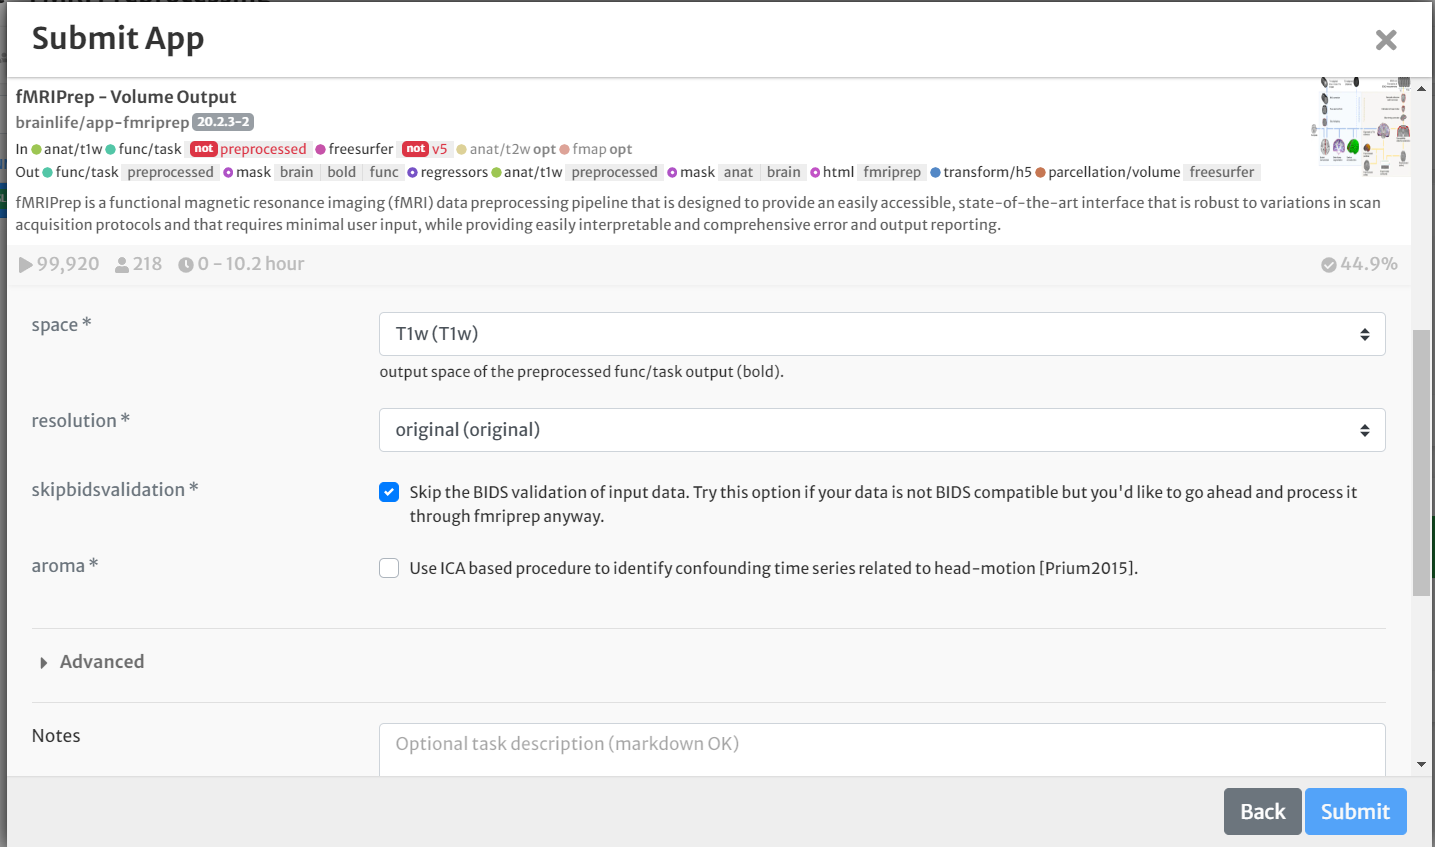 Submit App
fMRIPrep - Volume Output
brainlife/app-fmriprep 20.2.3-2
In anat/t1w func/task not preprocessed freesurfer not v5 anat/t2w opt fmap opt
Out func/task preprocessed mask brain bold func regressors anat/t1w preprocessed mask anat brain html fmriprep transform/h5 parcellation/volume freesurfer
fMRIPrep is a functional magnetic resonance imaging (fMRI) data preprocessing pipeline that is designed to provide an easily accessible, state-of-the-art interface that is robust to variations in scan
acquisition protocols and that requires minimal user input, while providing easily interpretable and comprehensive error and output reporting.
99,920 218 0 - 10.2 hour 44.9%
space *
T1w (T1w)
output space of the preprocessed func/task output (bold).
resolution *
original (original)
skipbidsvalidation *
Skip the BIDS validation of input data. Try this option if your data is not BIDS compatible but you'd like to go ahead and process it
through fmriprep anyway.
aroma *
Use ICA based procedure to identify confounding time series related to head-motion [Prium2015].
Advanced
Notes
Optional task description (markdown OK)
Back Submit